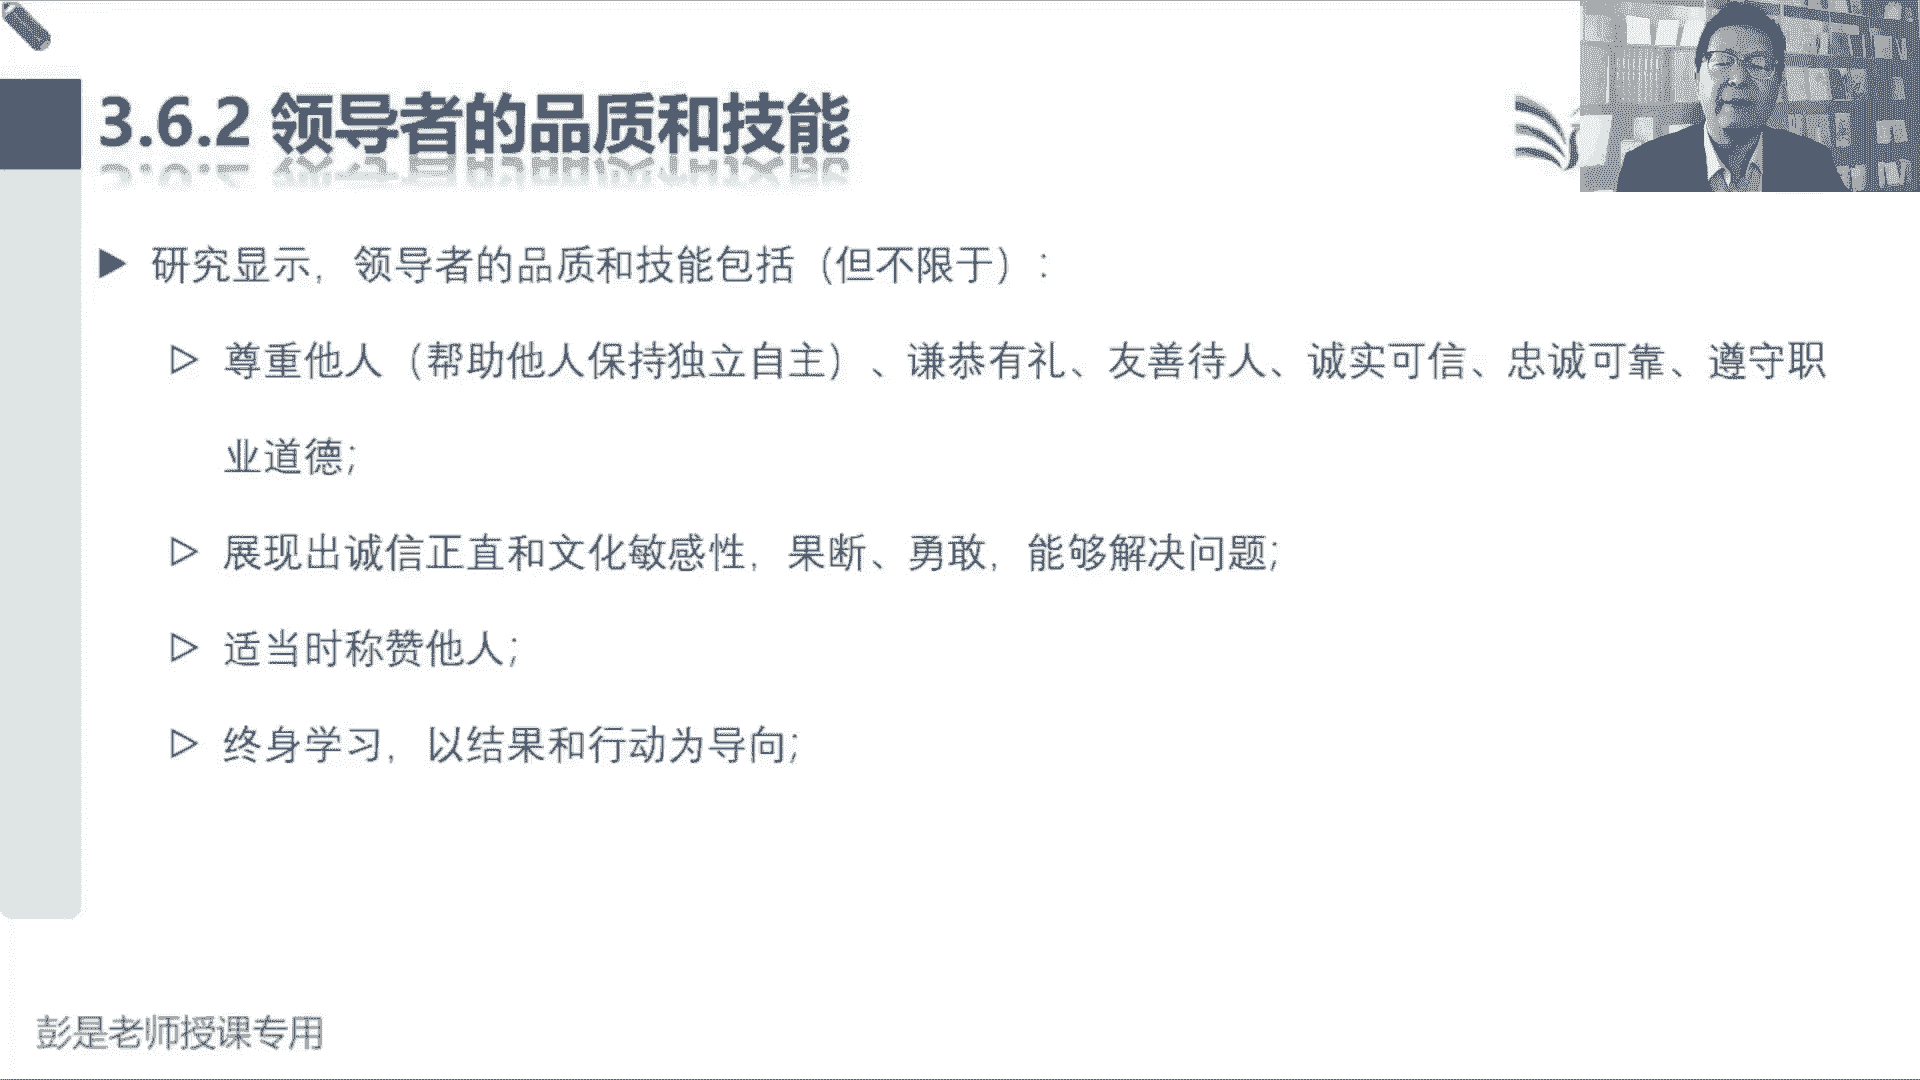 3.6.2 领导者的品质和技能
研究显示，领导者的品质和技能包括（但不限于）：
尊重他人（帮助他人保持独立自主）、谦恭有礼、友善待人、诚实可信、忠诚可靠、遵守职
业道德；
展现出诚信正直和文化敏感性，果断、勇敢，能够解决问题；
适当时称赞他人；
终身学习，以结果和行动为导向；
彭是老师授课专用